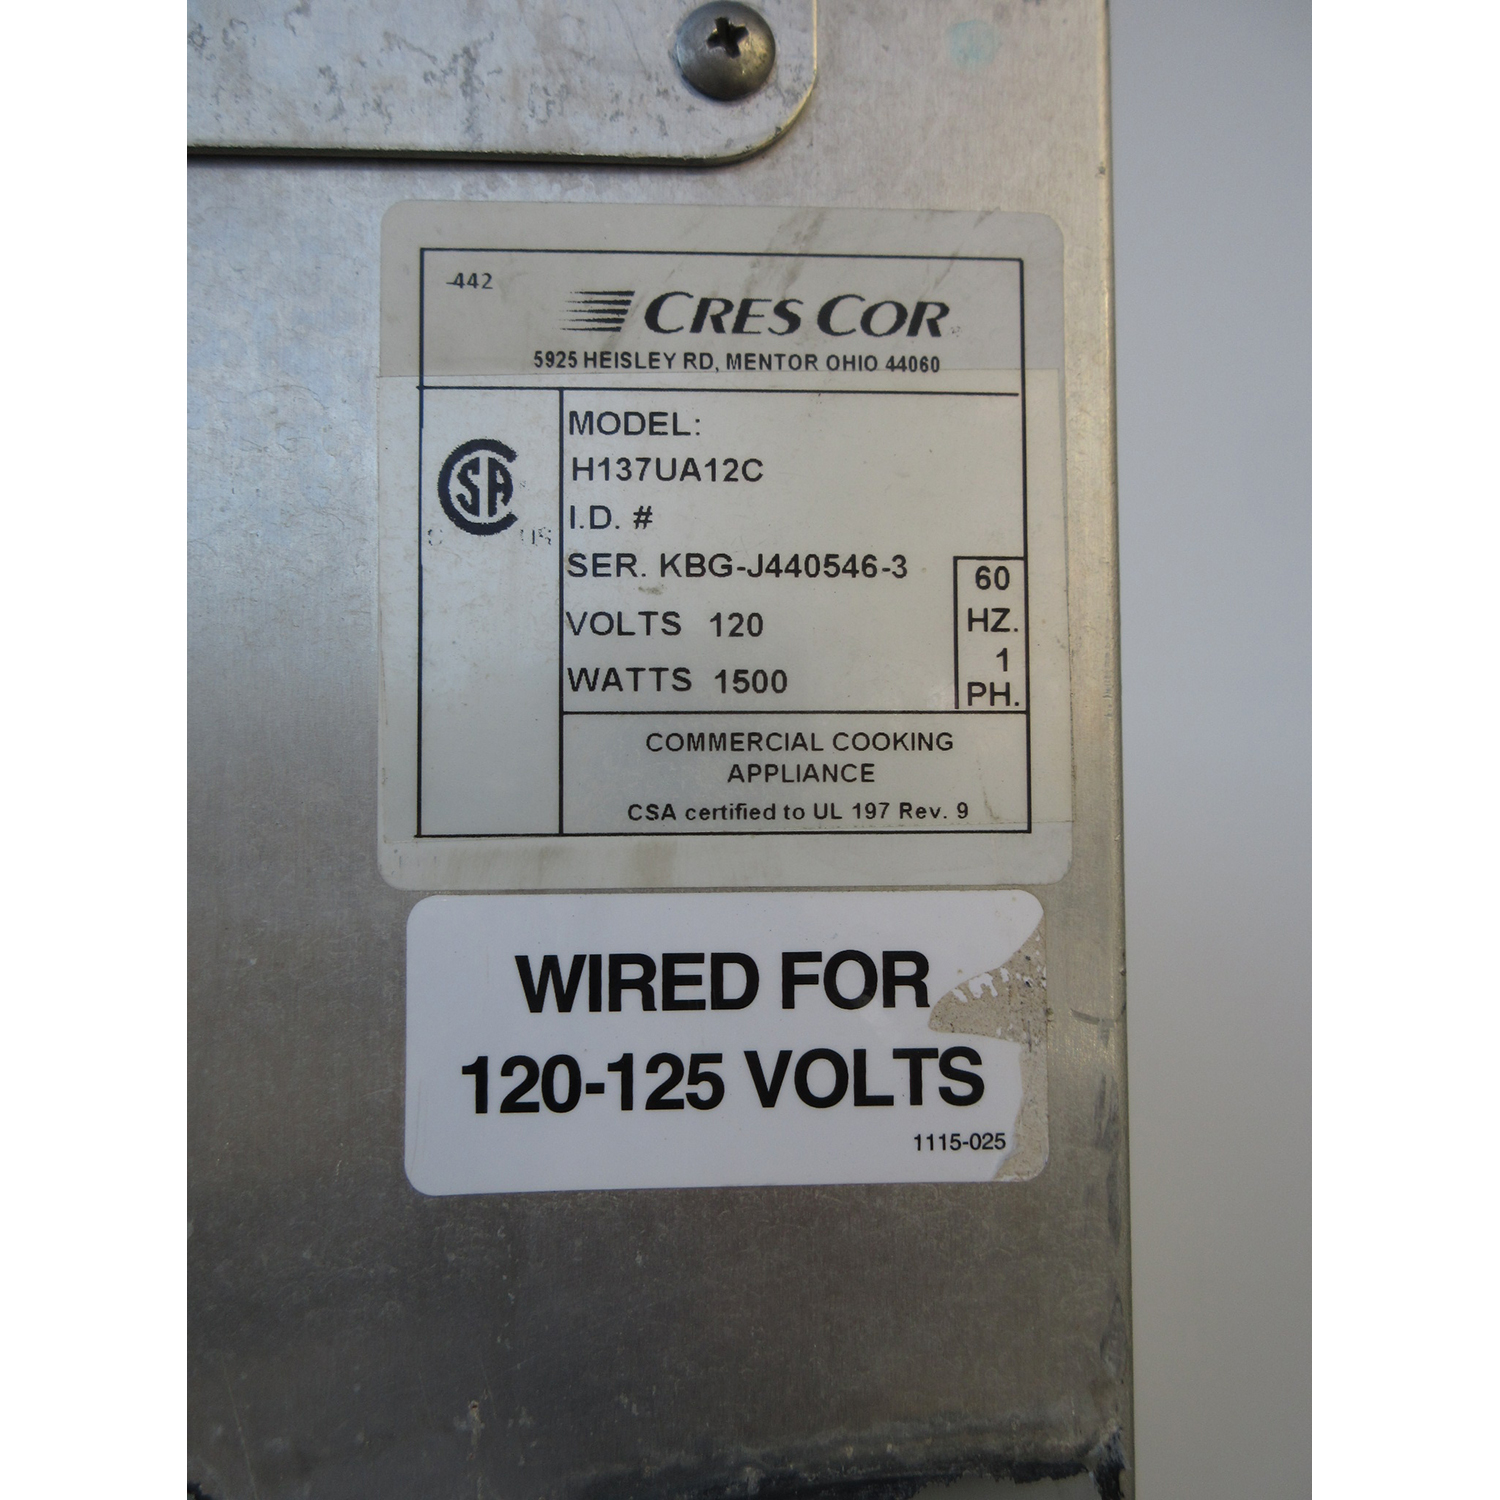 442
CRES COR
5925 HEISLEY RD, MENTOR OHIO 44060
CSA
C US
MODEL:
H137UA12C
I.D. #
SER. KBG-J440546-3
VOLTS 120
WATTS 1500
60
HZ.
1
PH.
COMMERCIAL COOKING
APPLIANCE
CSA certified to UL 197 Rev. 9
WIRED FOR
120-125 VOLTS
1115-025